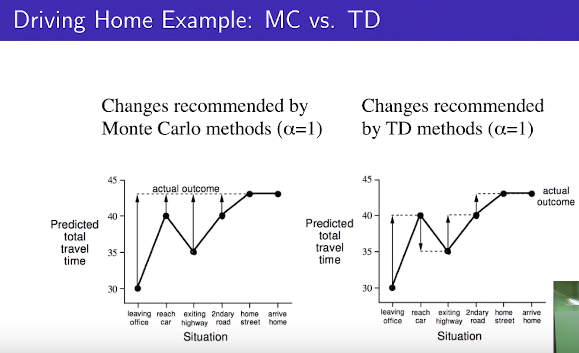 Driving Home Example: MC vs. TD
Changes recommended by
Monte Carlo methods (α=1)
45
40
35
30
actual outcome
Predicted
total
travel
time
leaving
office
reach
car
exiting
highway
2ndary
road
home
street
arrive
home
Situation
Changes recommended
by TD methods (α=1)
45
40
35
30
actual
outcome
Predicted
total
travel
time
leaving
office
reach
car
exiting
highway
2ndary
road
home
street
arrive
home
Situation